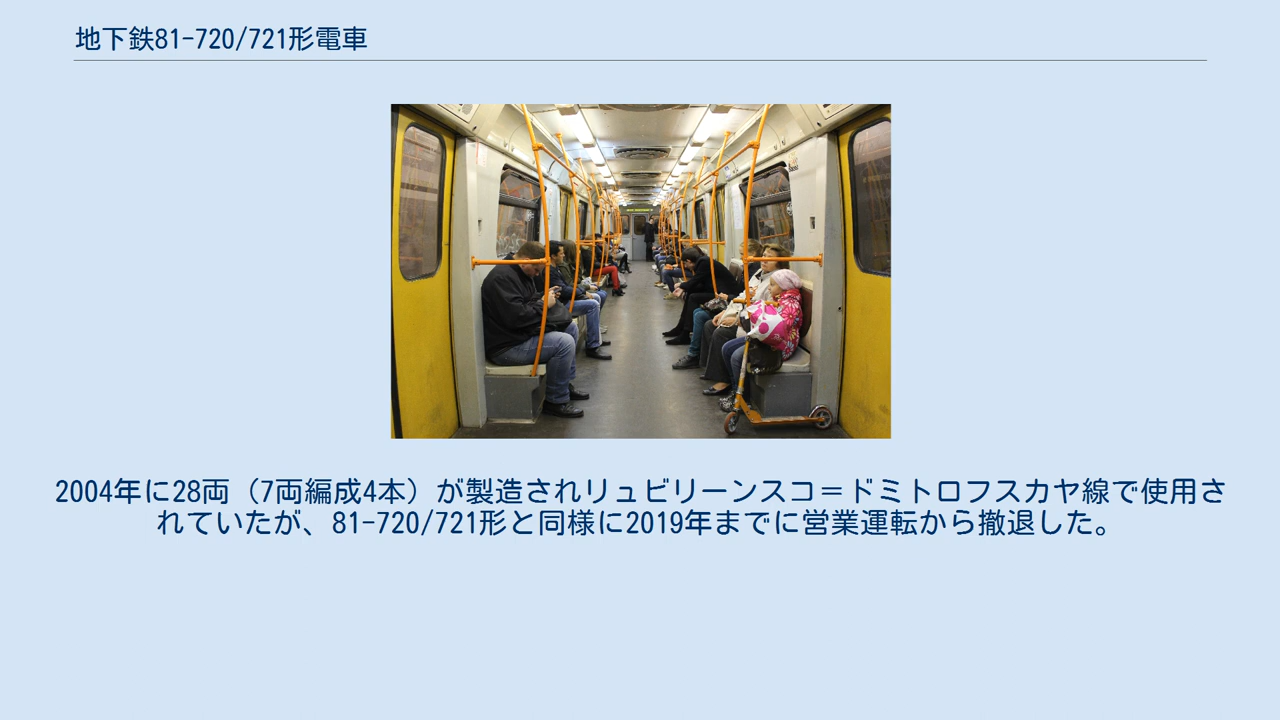 地下鉄81-720/721形電車
2004年に28両（7両編成4本）が製造されリュビリーンスコ＝ドミトロフスカヤ線で使用さ
れていたが、81-720/721形と同様に2019年までに営業運転から撤退した。